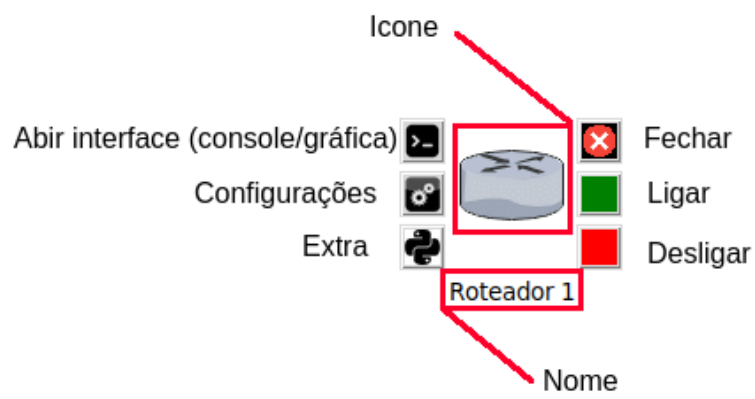 Icone
Abir interface (console/gráfica)
Fechar
Configurações
Ligar
Extra
Desligar
Roteador 1
Nome